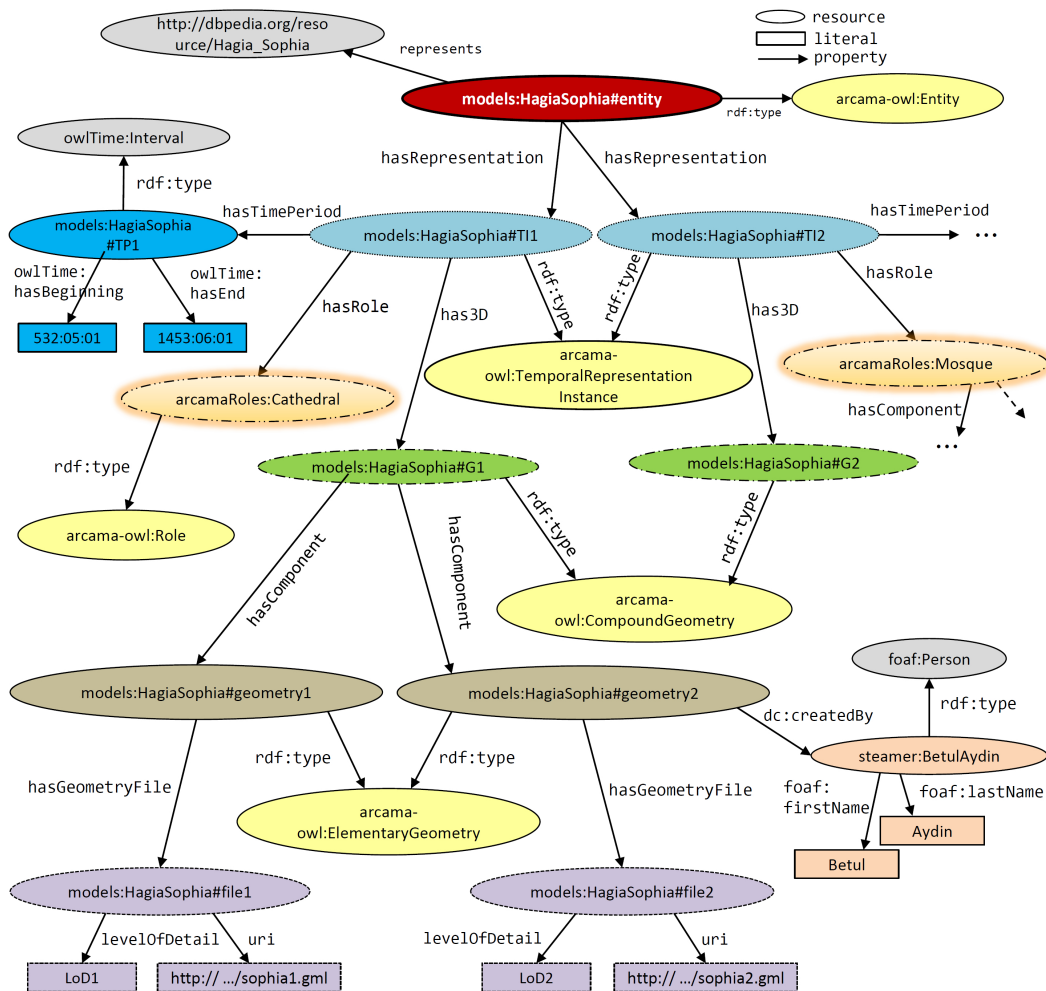 http://dbpedia.org/reso
urce/Hagia_Sophia
represents
resource
literal
property
models:HagiaSophia#entity
rdf:type
arcama-owl:Entity
owlTime:Interval
hasRepresentation
hasRepresentation
rdf:type
models:HagiaSophia
#TP1
hasTimePeriod
models:HagiaSophia#TI1
models:HagiaSophia#TI2
hasTimePeriod
...
owlTime:
hasBeginning
owlTime:
hasEnd
hasRole
has3D
rdf:type
rdf:type
has3D
hasRole
532:05:01
1453:06:01
arcama-
owl:TemporalRepresentation
Instance
arcamaRoles:Mosque
arcamaRoles:Cathedral
hasComponent
...
rdf:type
models:HagiaSophia#G1
models:HagiaSophia#G2
arcama-owl:Role
rdf:type
rdf:type
hasComponent
hasComponent
arcama-
owl:CompoundGeometry
foaf:Person
models:HagiaSophia#geometry1
models:HagiaSophia#geometry2
dc:createdBy
rdf:type
steamer:BetulAydin
rdf:type
rdf:type
hasGeometryFile
hasGeometryFile
foaf:
firstName
foaf:lastName
arcama-
owl:ElementaryGeometry
Aydin
Betul
models:HagiaSophia#file1
models:HagiaSophia#file2
levelOfDetail
uri
levelOfDetail
uri
LoD1
http:// .../sophia1.gml
LoD2
http:// .../sophia2.gml